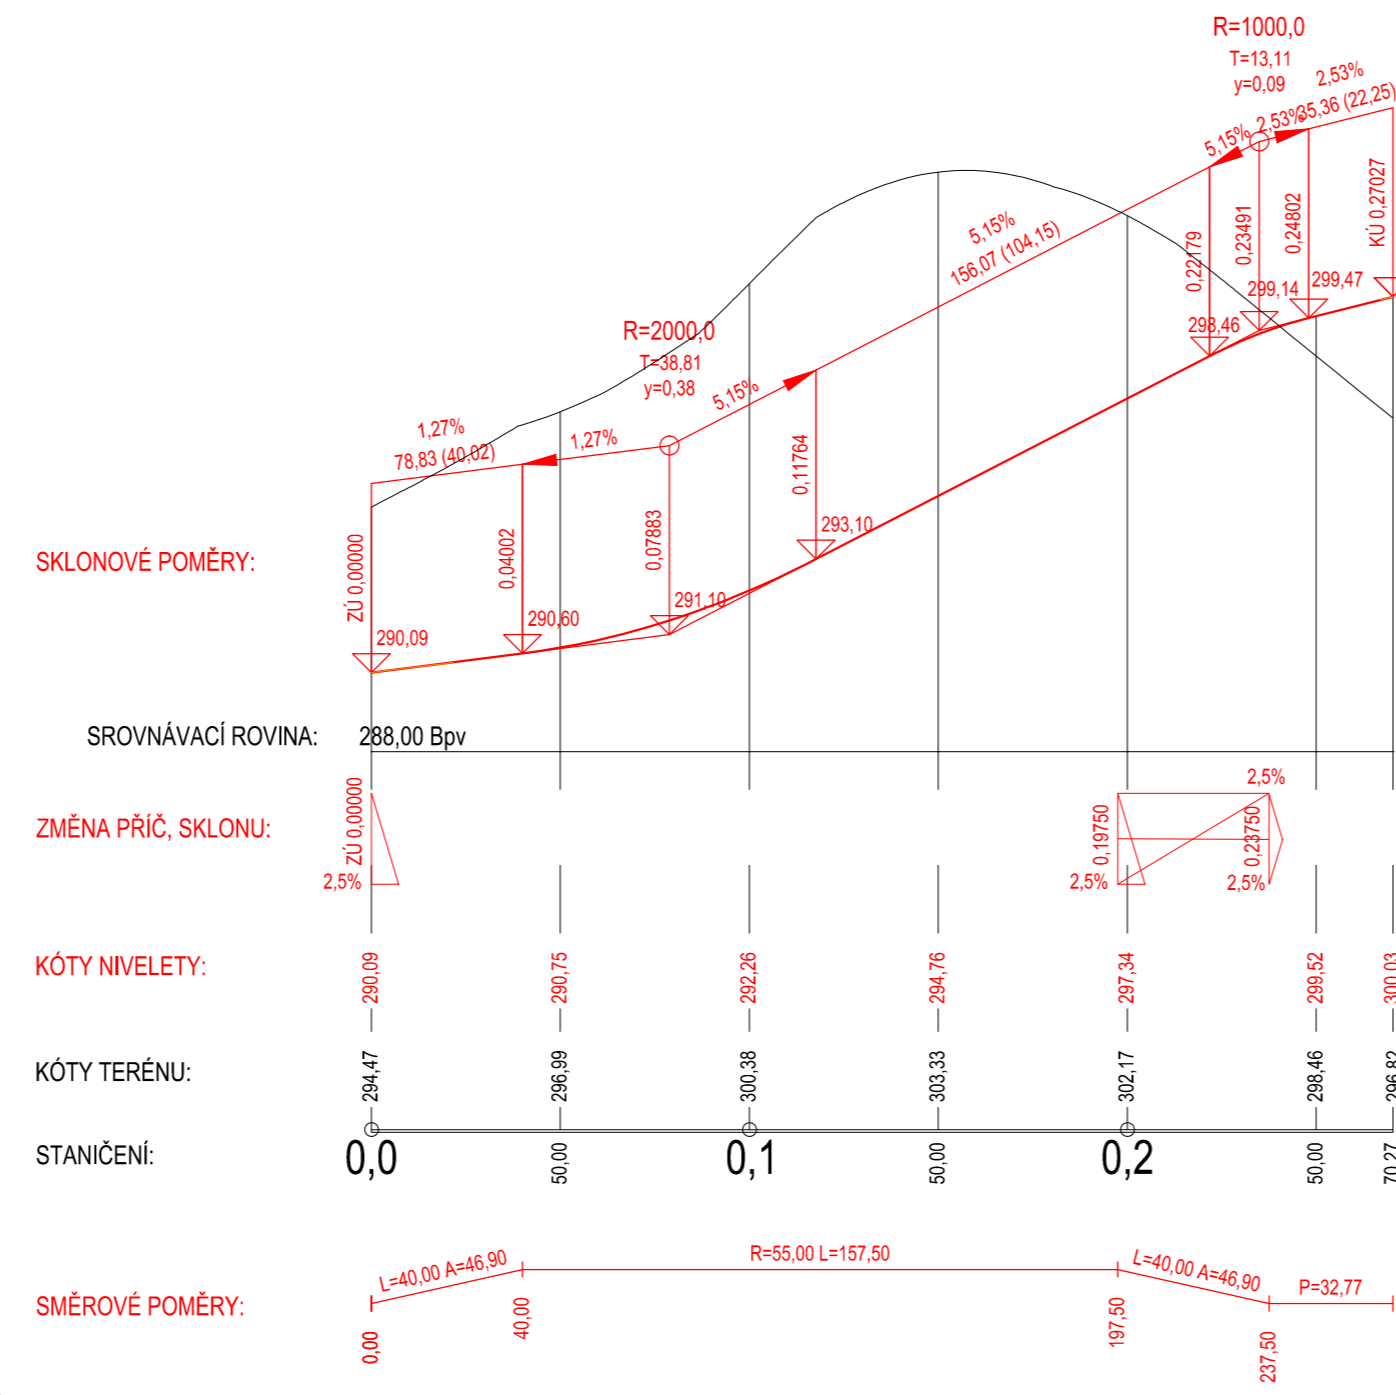 R=1000,0
T=13,11
y=0,09
2,53%
35,36 (22,25)
5,15%
2,53%
0,22179
0,23491
0,24802
KÚ 0,27027
298,46
299,14
299,47
5,15%
156,07 (104,15)
R=2000,0
T=38,81
y=0,38
5,15%
1,27%
78,83 (40,02)
1,27%
SKLONOVÉ POMĚRY:
ZÚ 0,00000
0,04002
0,07883
0,11764
290,09
290,60
291,10
293,10
SROVNÁVACÍ ROVINA: 288,00 Bpv
ZMĚNA PŘÍČ, SKLONU:
ZÚ 0,00000
2,5%
0,19750
2,5%
2,5%
0,23750
2,5%
KÓTY NIVELETY:
290,09
290,75
292,26
294,76
297,34
299,52
300,03
KÓTY TERÉNU:
294,47
296,99
300,38
303,33
302,17
298,46
296,82
STANIČENÍ:
0,0
50,00
0,1
50,00
0,2
50,00
70,27
SMĚROVÉ POMĚRY:
L=40,00 A=46,90
R=55,00 L=157,50
L=40,00 A=46,90
P=32,77
0,00
40,00
197,50
237,50